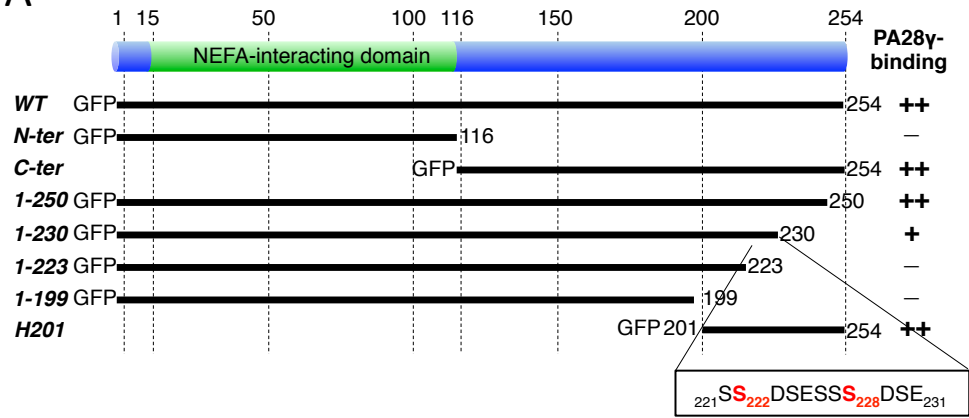 A
1 15 50 100 116 150 200 254
PA28γ-
binding
NEFA-interacting domain
WT GFP 254 ++
N-ter GFP 116 –
C-ter GFP 254 ++
1-250 GFP 250 ++
1-230 GFP 230 +
1-223 GFP 223 –
1-199 GFP 199 –
H201 GFP 201 254 ++
221SS222DSESSS228DSE231